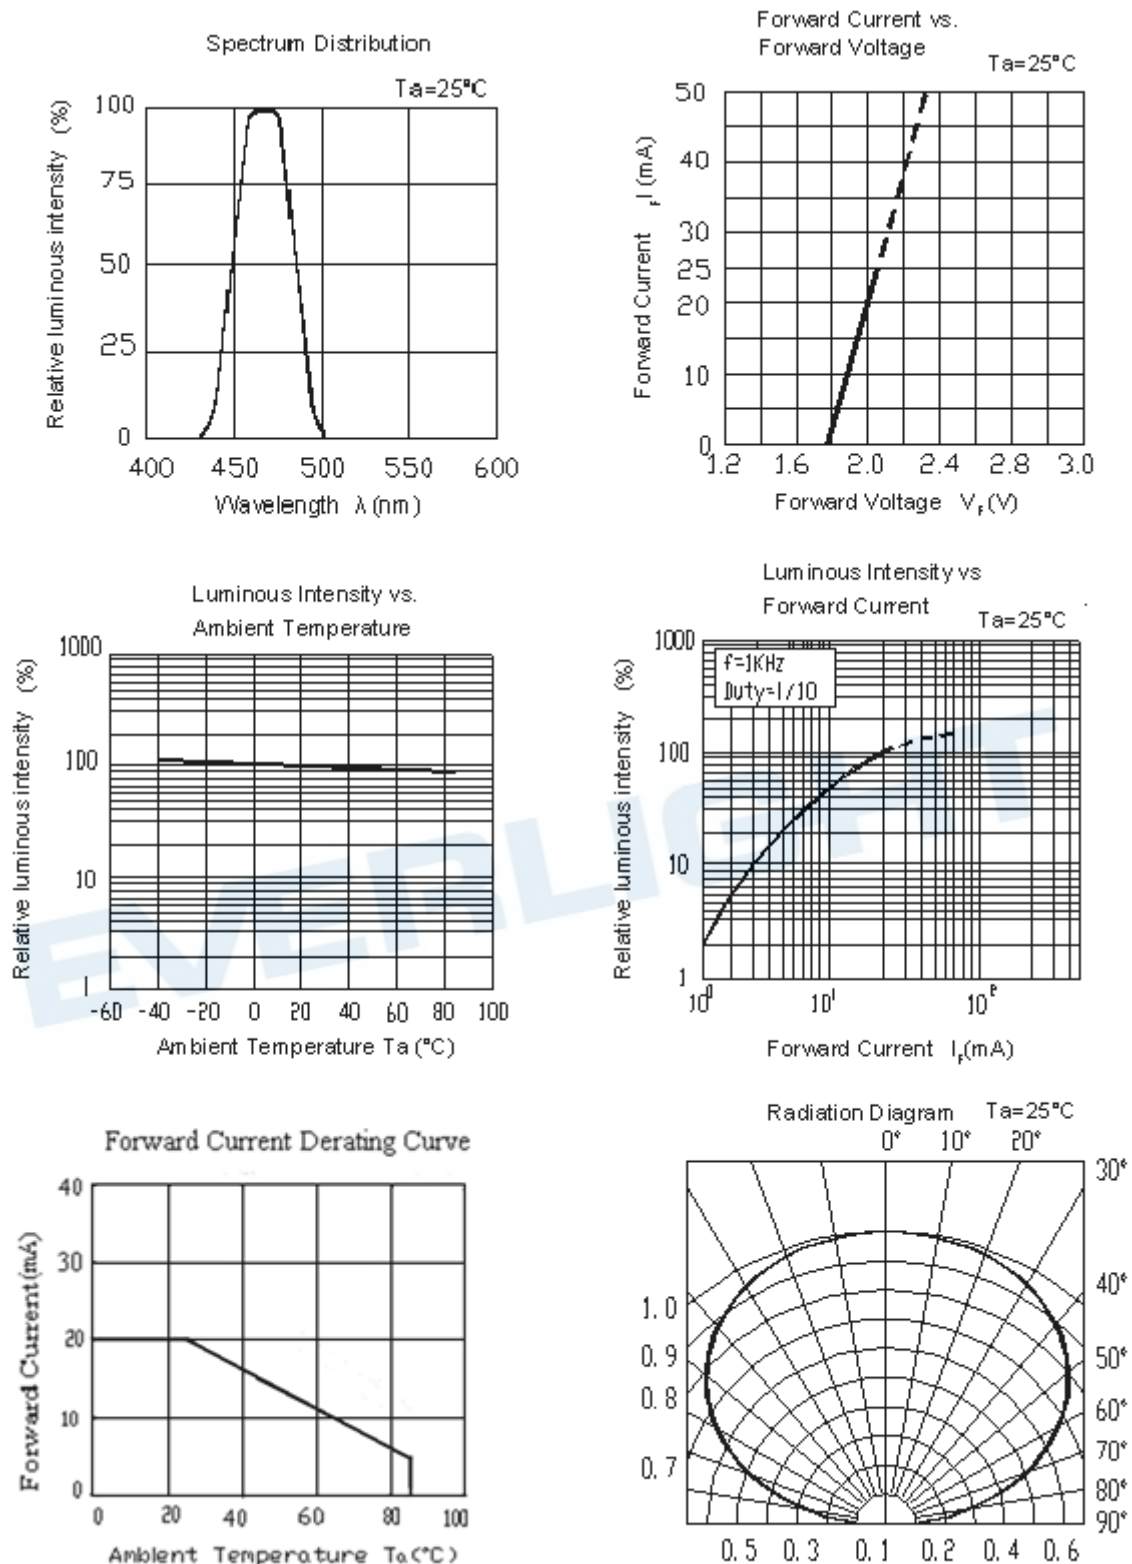 Spectrum Distribution
Ta=25°C
Relative luminous intensity (%)
100
75
50
25
0
400 450 500 550 600
Wavelength λ (nm)
Forward Current vs.
Forward Voltage
Ta=25°C
Forward Current IF (mA)
50
40
30
25
20
10
0
1.2 1.6 2.0 2.4 2.8 3.0
Forward Voltage VF (V)
Luminous Intensity vs.
Ambient Temperature
Relative luminous intensity (%)
1000
100
10
1
-60 -40 -20 0 20 40 60 80 100
Ambient Temperature Ta (°C)
Luminous Intensity vs
Forward Current
Ta=25°C
f=1KHz
Duty=1/10
Relative luminous intensity (%)
1000
100
10
1
10⁰ 10¹ 10²
Forward Current IF(mA)
EVERLIGHT
Forward Current Derating Curve
Forward Current(mA)
40
30
20
10
0
0 20 40 60 80 100
Ambient Temperature Ta(°C)
Radiation Diagram Ta=25°C
0° 10° 20°
30°
40°
50°
60°
70°
80°
90°
1.0
0.9
0.8
0.7
0.5 0.3 0.1 0.2 0.4 0.6